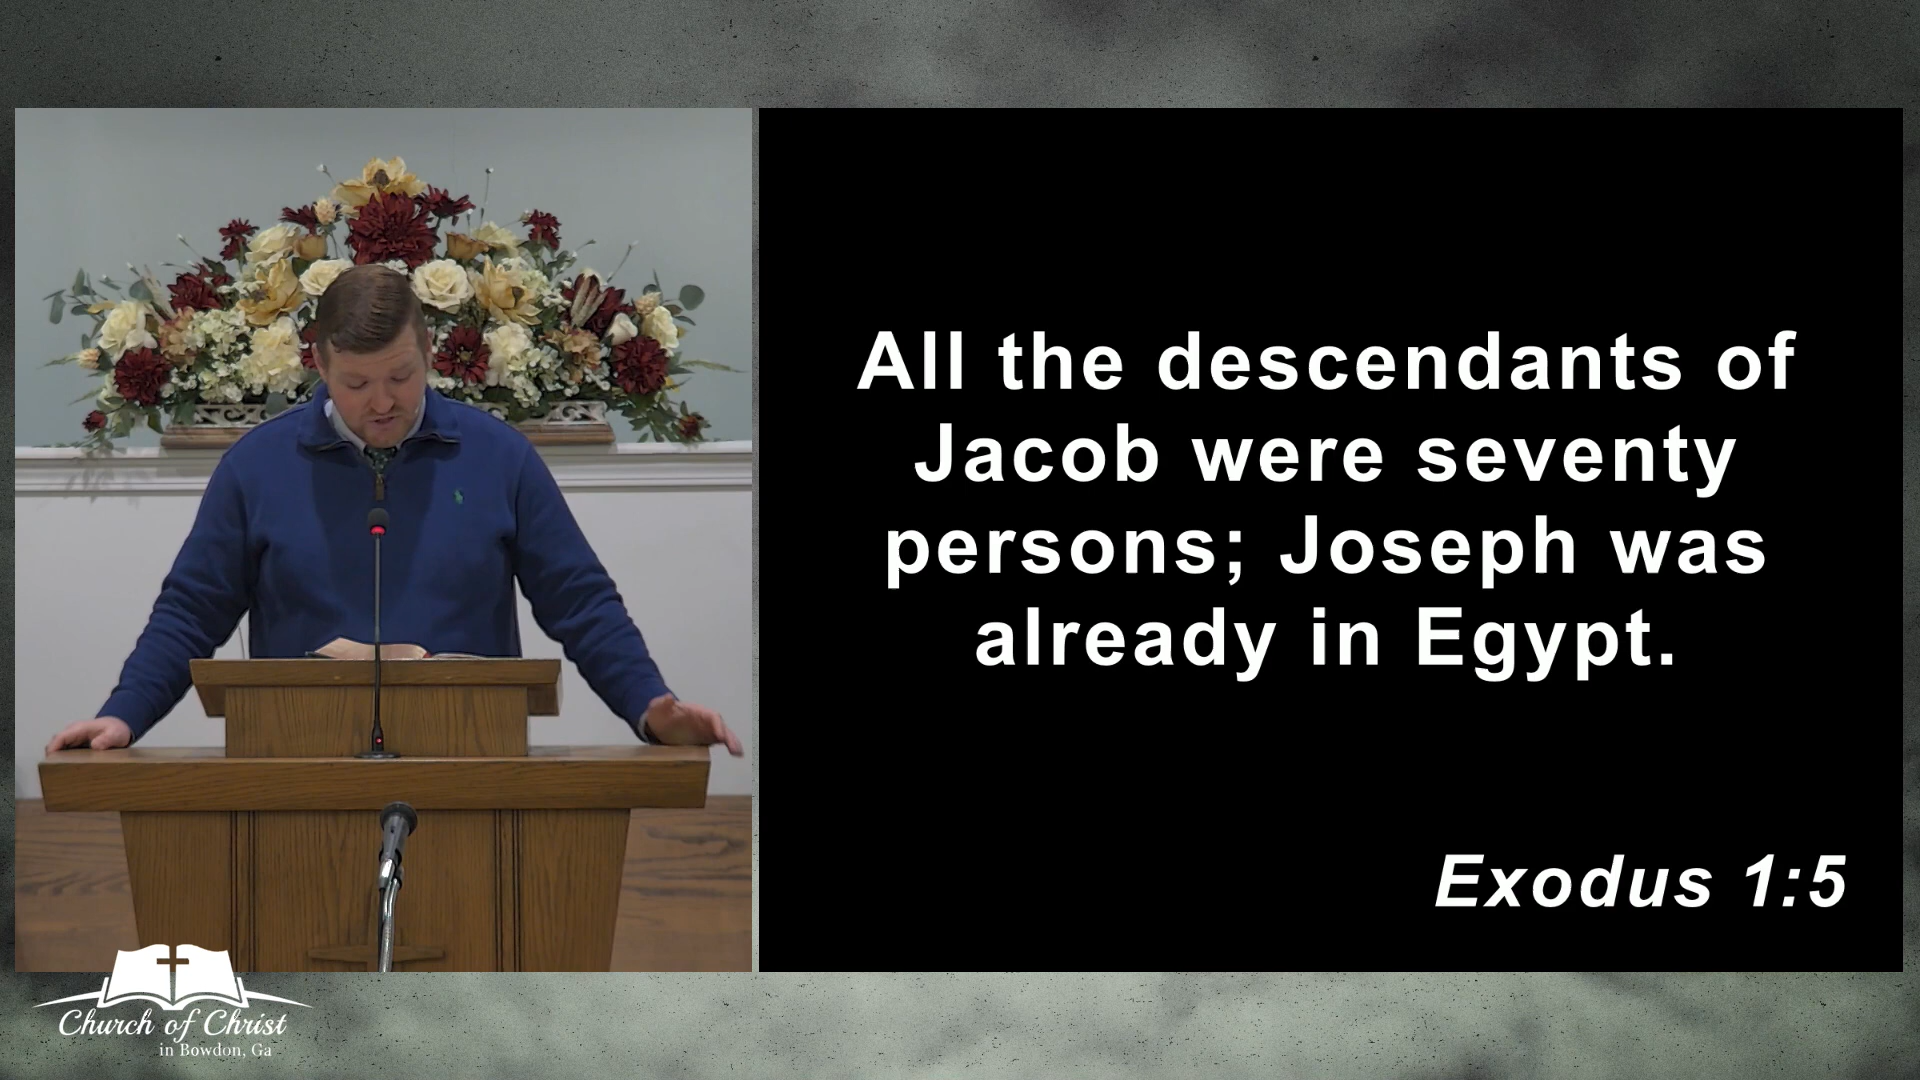 All the descendants of
Jacob were seventy
persons; Joseph was
already in Egypt.
Exodus 1:5
Church of Christ
in Bowdon, Ga